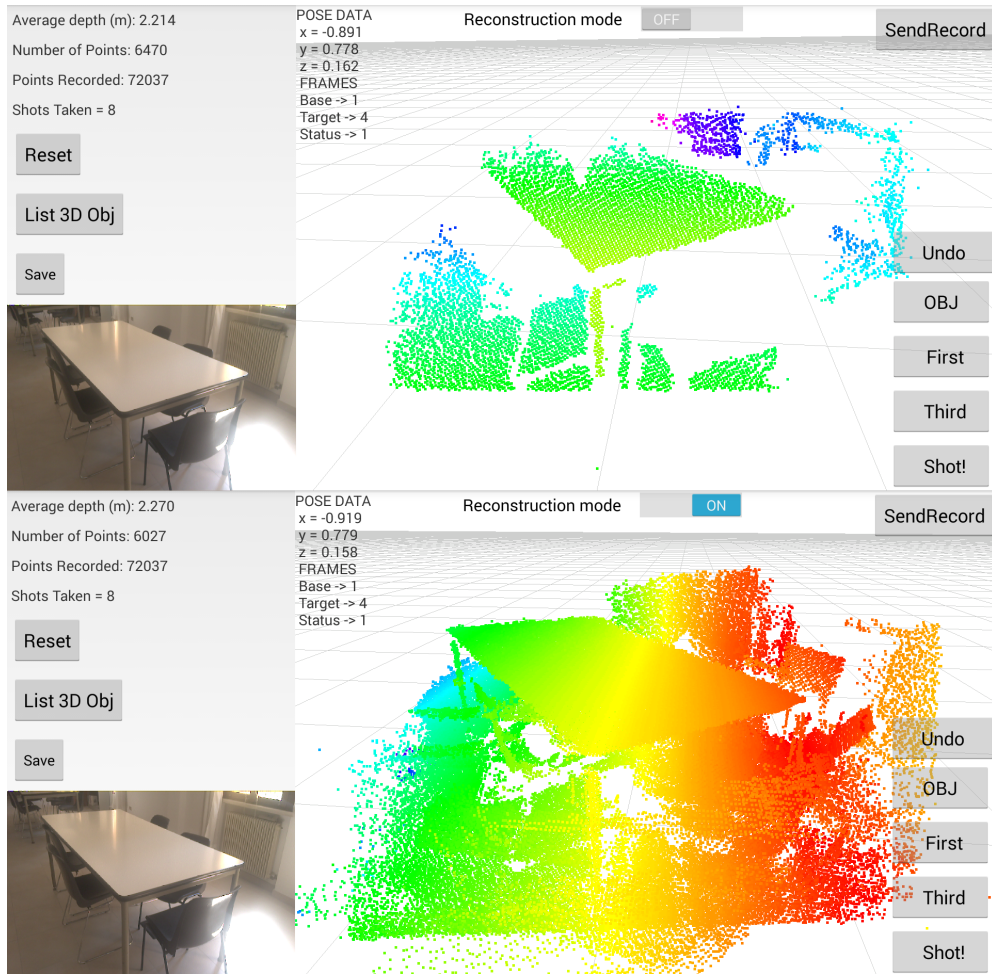 Average depth (m): 2.214
Number of Points: 6470
Points Recorded: 72037
Shots Taken = 8
Reset
List 3D Obj
Save
POSE DATA
x = -0.891
y = 0.778
z = 0.162
FRAMES
Base -> 1
Target -> 4
Status -> 1
Reconstruction mode
OFF
SendRecord
Undo
OBJ
First
Third
Shot!
Average depth (m): 2.270
Number of Points: 6027
Points Recorded: 72037
Shots Taken = 8
Reset
List 3D Obj
Save
POSE DATA
x = -0.919
y = 0.779
z = 0.158
FRAMES
Base -> 1
Target -> 4
Status -> 1
Reconstruction mode
ON
SendRecord
Undo
OBJ
First
Third
Shot!